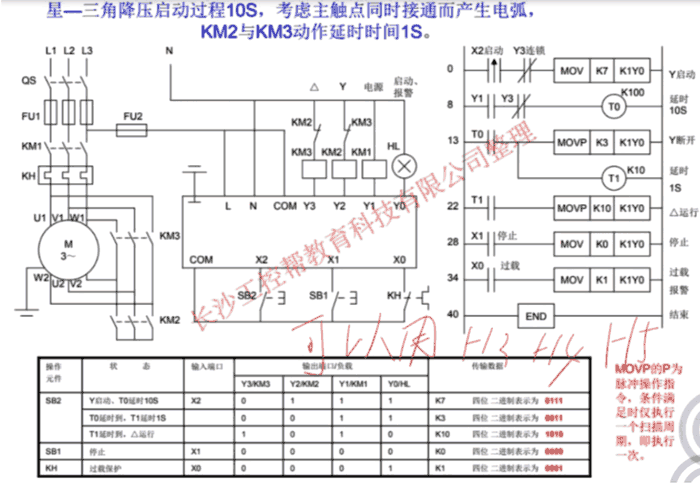 星—三角降压启动过程10S，考虑主触点同时接通而产生电弧，
KM2与KM3动作延时时间1S。
L1 L2 L3
N
QS
FU1
FU2
KM1
KH
U1 V1 W1
M
3~
W2
U2 V2
KM3
KM2
△ Y 电源 启动、报警
KM2 KM3
KM3 KM2 KM1 HL
L N COM Y3 Y2 Y1 Y0
COM X2 X1 X0
SB2 SB1 KH
X2启动 Y3连锁
0 MOV K7 K1Y0 Y启动
8 Y1 Y3 T0 K100 延时10S
13 T0 MOVP K3 K1Y0 Y断开
T1 K10 延时1S
22 T1 MOVP K10 K1Y0 △运行
28 X1停止 MOV K0 K1Y0 停止
34 X0过载 MOV K1 K1Y0 过载报警
40 END 结束
长沙工控帮教育科技有限公司整理
可以用
操作元件 状 态 输入端口 输出端口/负载 传输数据
Y3/KM3 Y2/KM2 Y1/KM1 Y0/HL
SB2 Y启动、T0延时10S X2 0 1 1 1 K7 四位 二进制表示为 0111
T0延时到，T1延时1S 0 0 1 1 K3 四位 二进制表示为 0011
T1延时到，△运行 1 0 1 0 K10 四位 二进制表示为 1010
SB1 停止 X1 0 0 0 0 K0 四位 二进制表示为 0000
KH 过载保护 X0 0 0 0 1 K1 四位 二进制表示为 0001
MOVP的P为
脉冲操作指
令，条件满
足时仅执行
一个扫描周
期，即执行
一次。